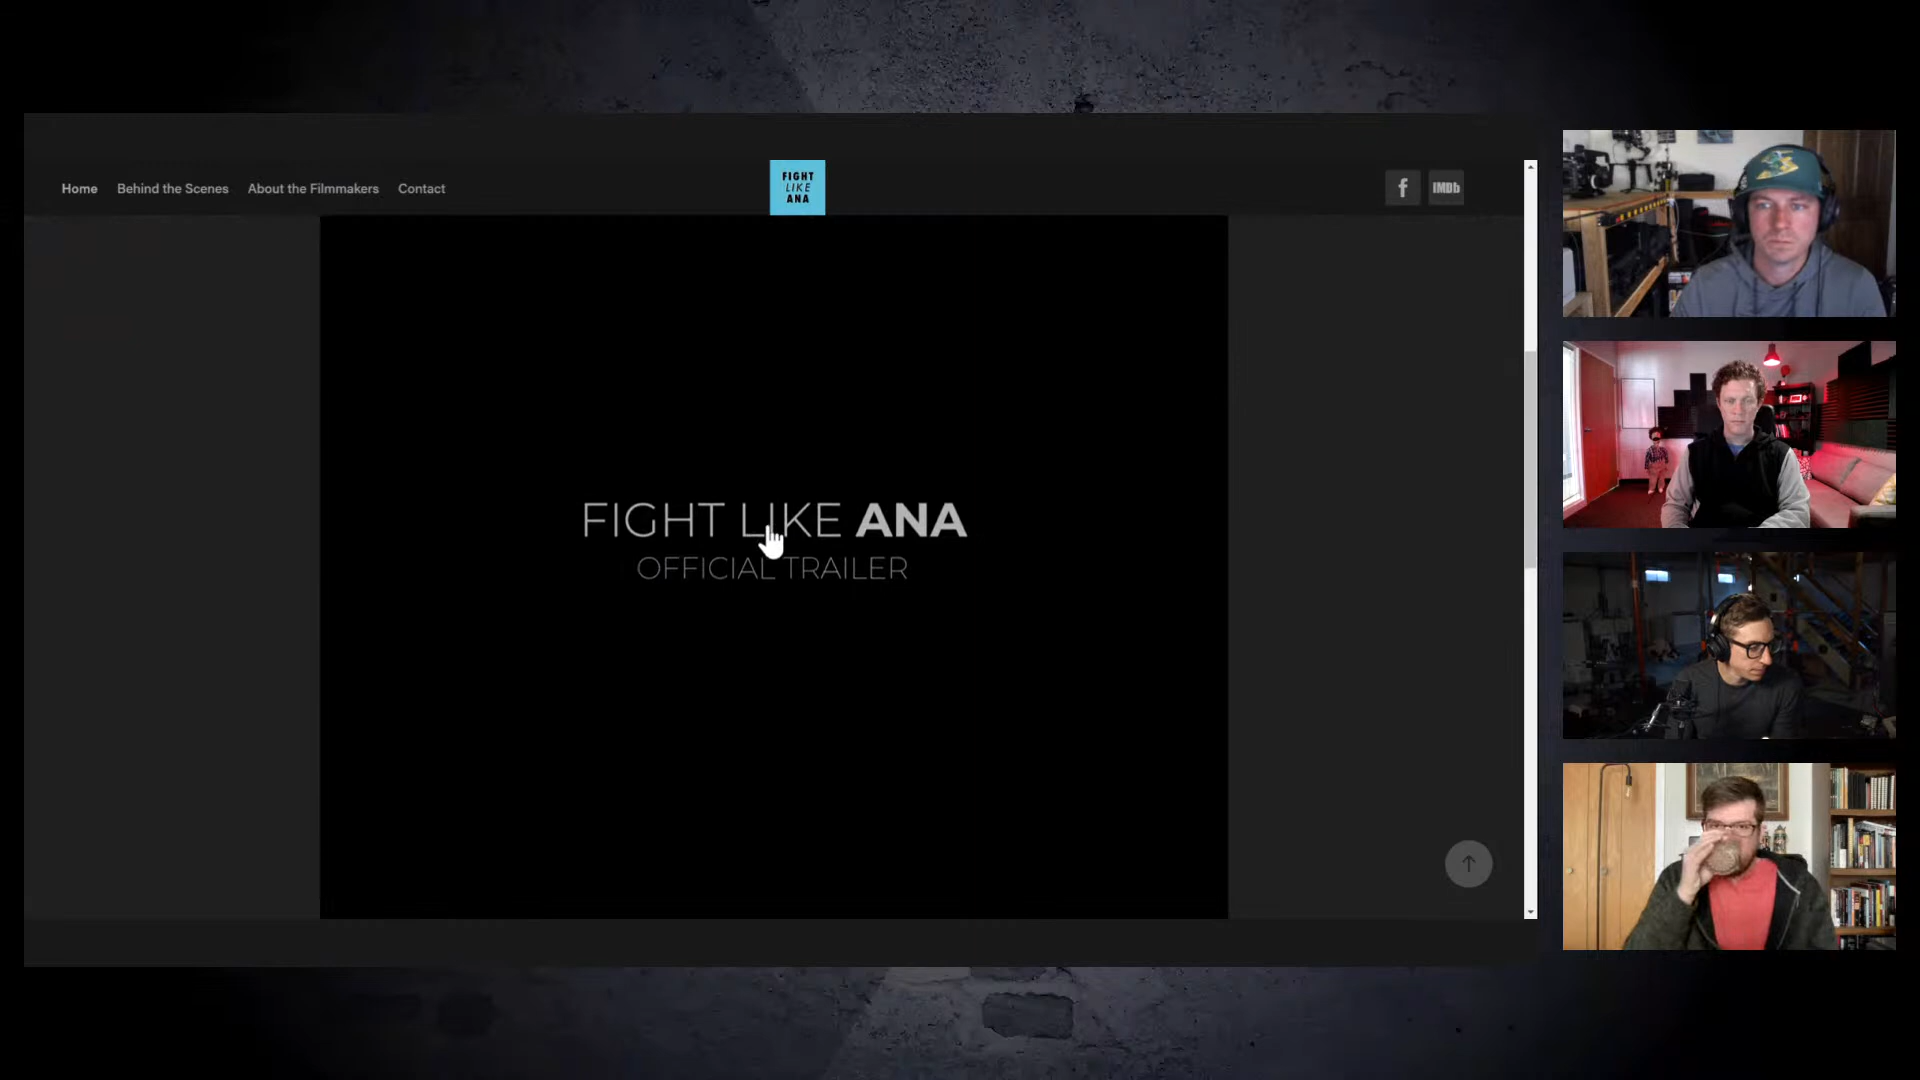 Home Behind the Scenes About the Filmmakers Contact
FIGHT
LIKE
ANA
f IMDb
FIGHT LIKE ANA
OFFICIAL TRAILER